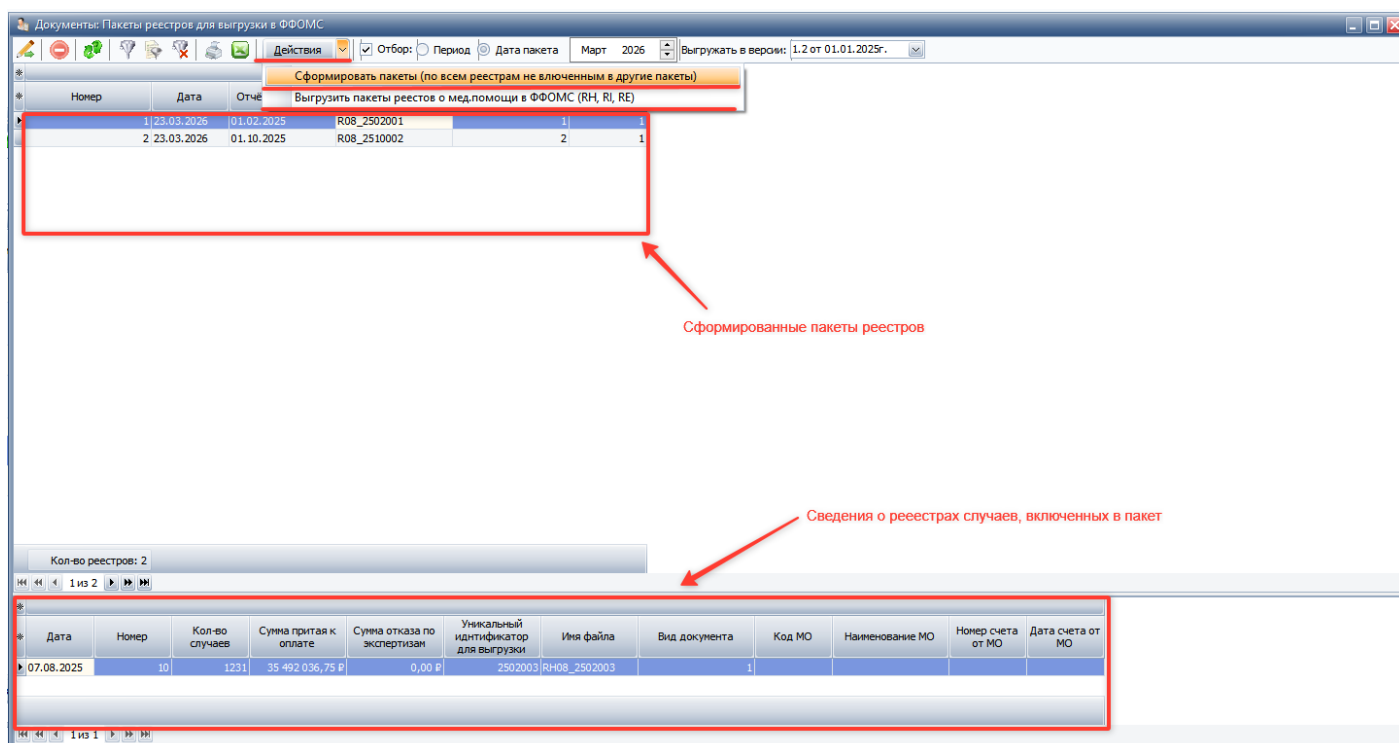 Документы: Пакеты реестров для выгрузки в ФФОМС
Действия Отбор: Период Дата пакета Март 2026 Выгружать в версии: 1.2 от 01.01.2025г.
Сформировать пакеты (по всем реестрам не влюченным в другие пакеты)
Номер Дата Отчё Выгрузить пакеты реестов о мед.помощи в ФФОМС (RH, RI, RE)
1 23.03.2026 01.02.2025 R08_2502001 1 1
2 23.03.2026 01.10.2025 R08_2510002 2 1
Сформированные пакеты реестров
Сведения о рееестрах случаев, включенных в пакет
Кол-во реестров: 2
1 из 2
Дата Номер Кол-во случаев Сумма притая к оплате Сумма отказа по экспертизам Уникальный иднтификатор для выгрузки Имя файла Вид документа Код МО Наименование МО Номер счета от МО Дата счета от МО
07.08.2025 10 1231 35 492 036,75 ₽ 0,00 ₽ 2502003 RH08_2502003 1
1 из 1